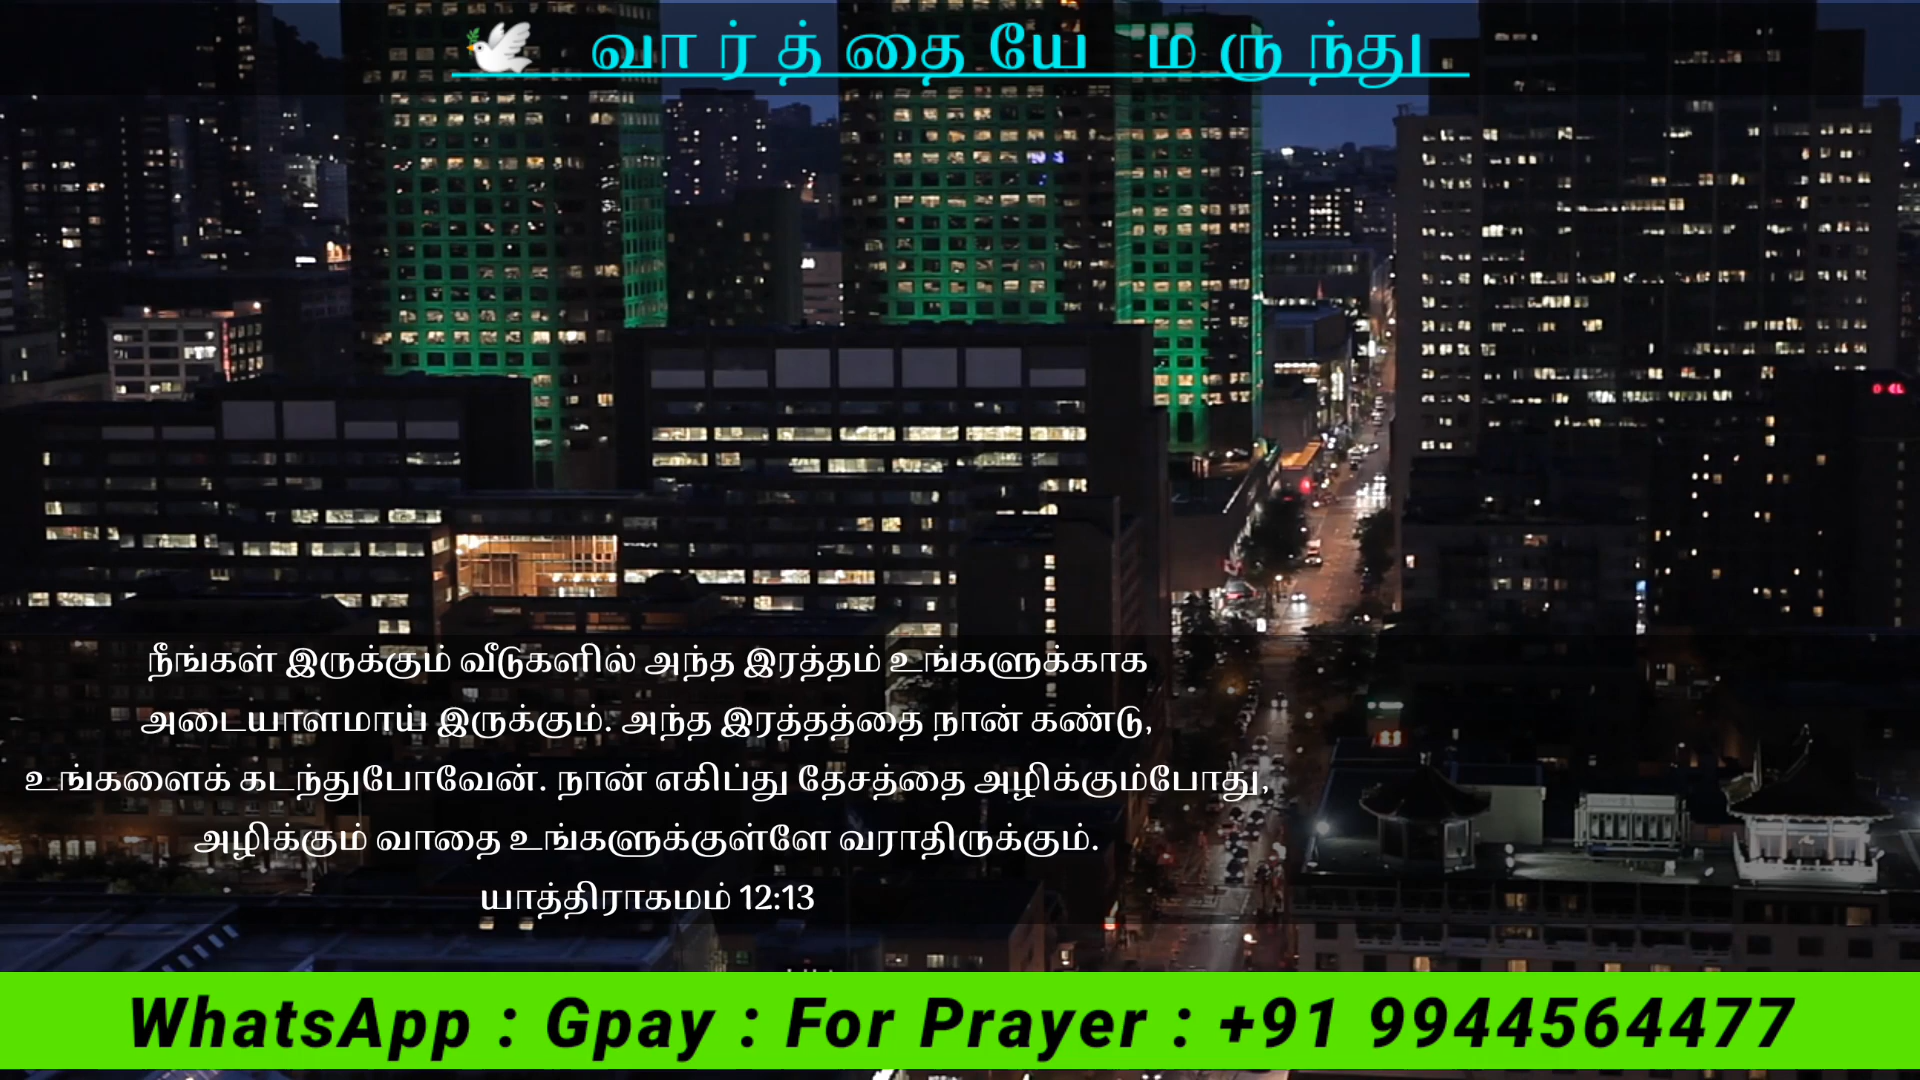 🕊️ வார்த்தையே மருந்து
நீங்கள் இருக்கும் வீடுகளில் அந்த இரத்தம் உங்களுக்காக
அடையாளமாய் இருக்கும். அந்த இரத்தத்தை நான் கண்டு,
உங்களைக் கடந்துபோவேன். நான் எகிப்து தேசத்தை அழிக்கும்போது,
அழிக்கும் வாதை உங்களுக்குள்ளே வராதிருக்கும்.
யாத்திராகமம் 12:13
WhatsApp : Gpay : For Prayer : +91 9944564477